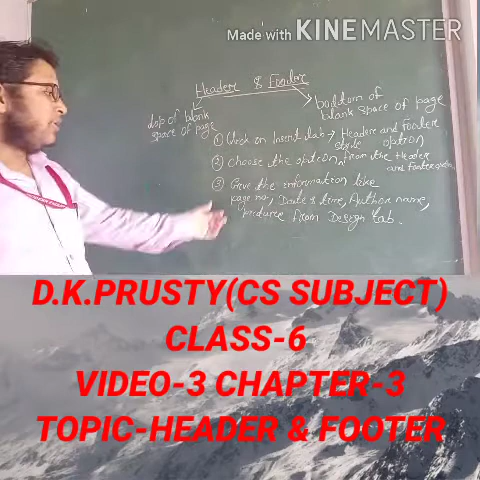 Made with KINEMASTER
Header & Footer
top of blank
space of page
bottum of
blank space of page
① Click on Insert tab → Header and Footer
style option
② Choose the option from the Header
and footer option
③ Give the information like
page no, Date & time, Author name,
picture from Design tab.
D.K.PRUSTY(CS SUBJECT)
CLASS-6
VIDEO-3 CHAPTER-3
TOPIC-HEADER & FOOTER